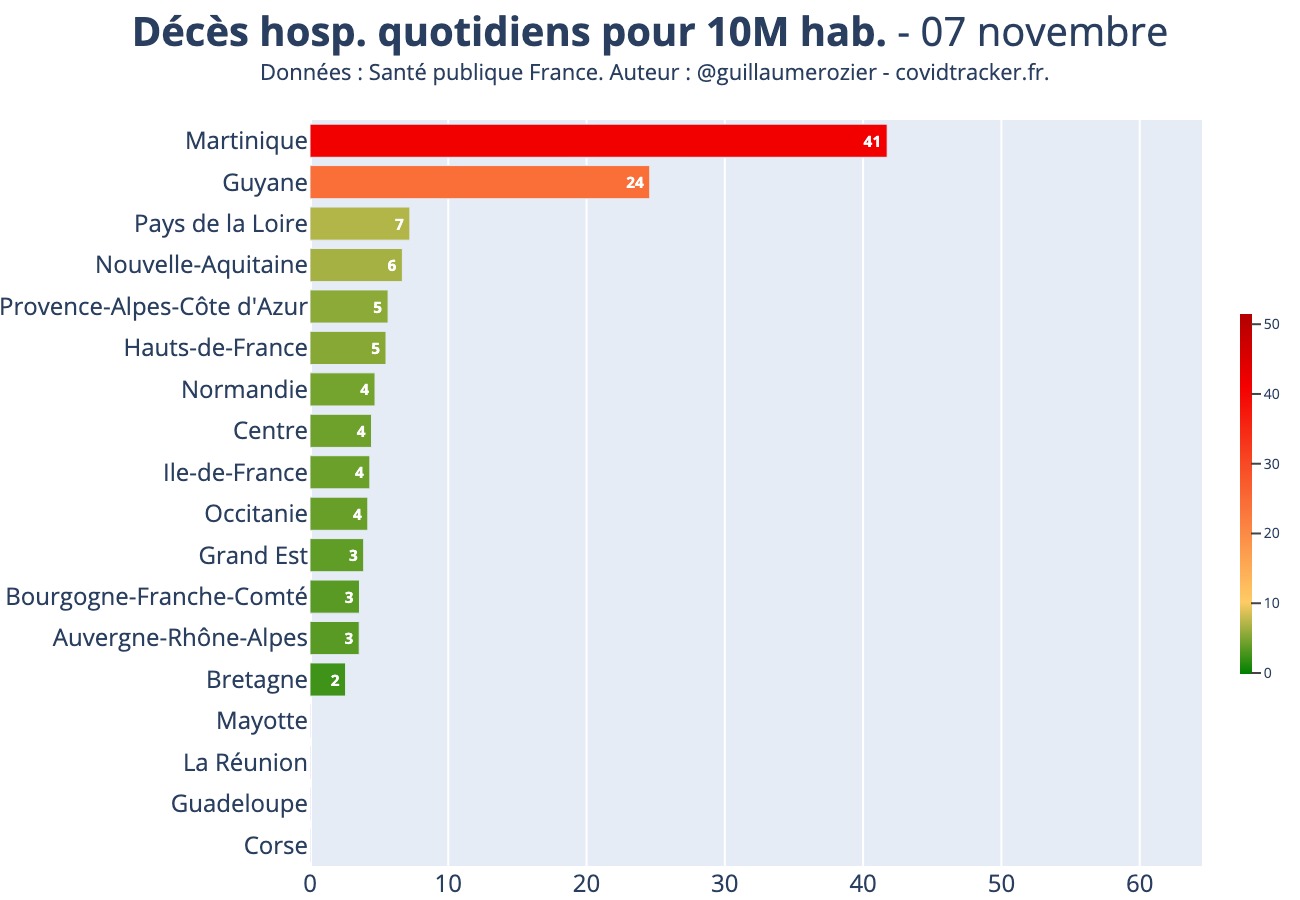 Décès hosp. quotidiens pour 10M hab. - 07 novembre
Données : Santé publique France. Auteur : @guillaumerozier - covidtracker.fr.
Martinique 41
Guyane 24
Pays de la Loire 7
Nouvelle-Aquitaine 6
Provence-Alpes-Côte d'Azur 5
Hauts-de-France 5
Normandie 4
Centre 4
Ile-de-France 4
Occitanie 4
Grand Est 3
Bourgogne-Franche-Comté 3
Auvergne-Rhône-Alpes 3
Bretagne 2
Mayotte
La Réunion
Guadeloupe
Corse
0 10 20 30 40 50 60
50
40
30
20
10
0